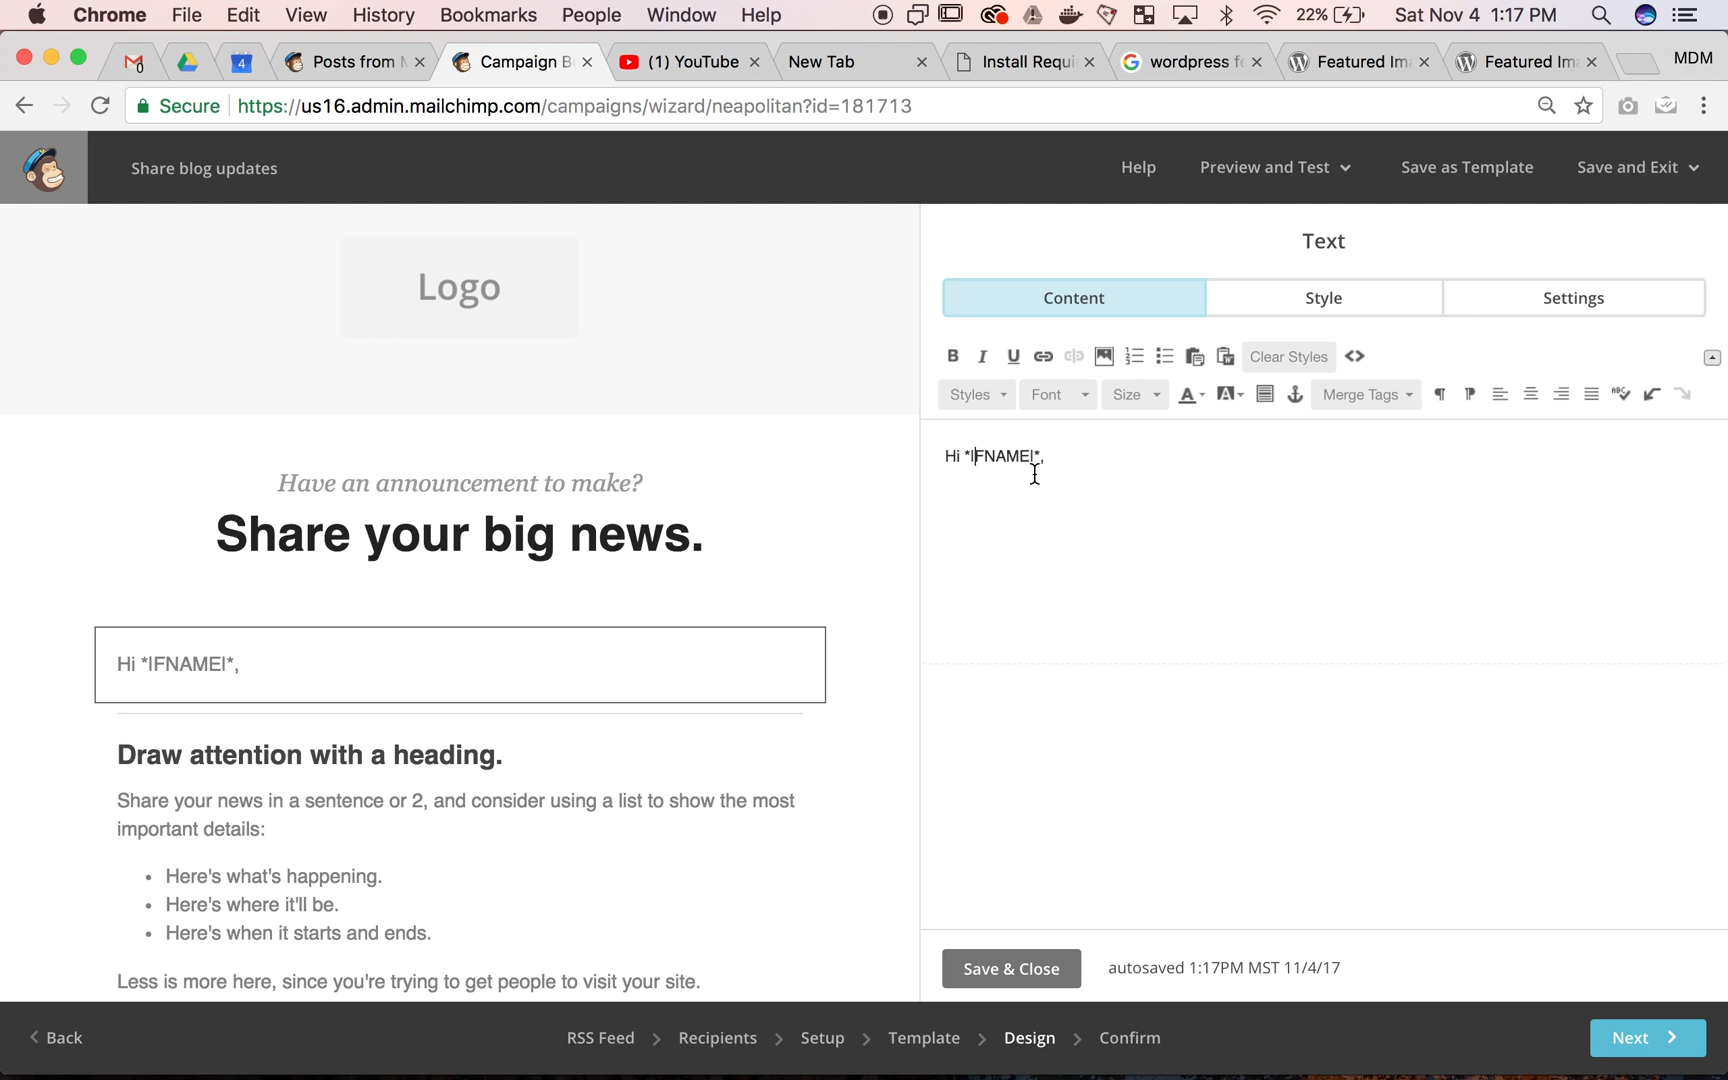 Chrome File Edit View History Bookmarks People Window Help 22% Sat Nov 4 1:17 PM
4 Posts from Campaign B (1) YouTube New Tab Install Requi wordpress f Featured Im Featured Im MDM
Secure https://us16.admin.mailchimp.com/campaigns/wizard/neapolitan?id=181713
Share blog updates Help Preview and Test Save as Template Save and Exit
Logo
Text
Content Style Settings
B I U Clear Styles <>
Styles Font Size A A Merge Tags ABC
Hi *|FNAME|*,
Have an announcement to make?
Share your big news.
Hi *|FNAME|*,
Draw attention with a heading.
Share your news in a sentence or 2, and consider using a list to show the most
important details:
• Here's what's happening.
• Here's where it'll be.
• Here's when it starts and ends.
Less is more here, since you're trying to get people to visit your site.
Save & Close autosaved 1:17PM MST 11/4/17
Back RSS Feed Recipients Setup Template Design Confirm Next